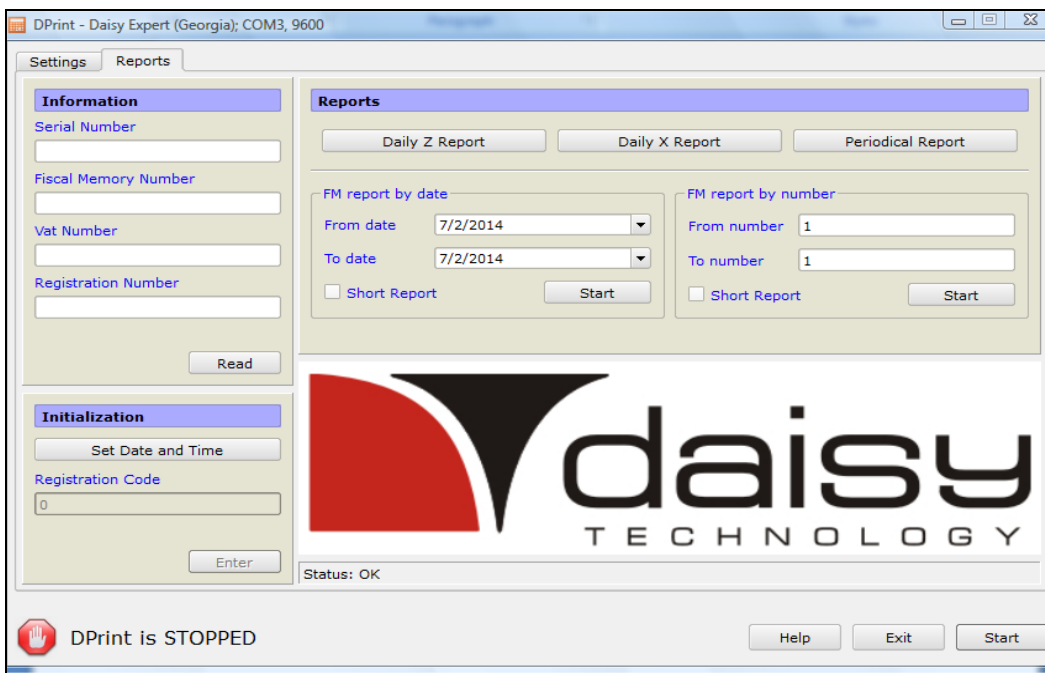 DPrint - Daisy Expert (Georgia); COM3, 9600
Settings
Reports
Information
Serial Number
Fiscal Memory Number
Vat Number
Registration Number
Read
Initialization
Set Date and Time
Registration Code
0
Enter
Reports
Daily Z Report
Daily X Report
Periodical Report
FM report by date
From date
7/2/2014
To date
7/2/2014
Short Report
Start
FM report by number
From number
1
To number
1
Short Report
Start
daisy
TECHNOLOGY
Status: OK
DPrint is STOPPED
Help
Exit
Start